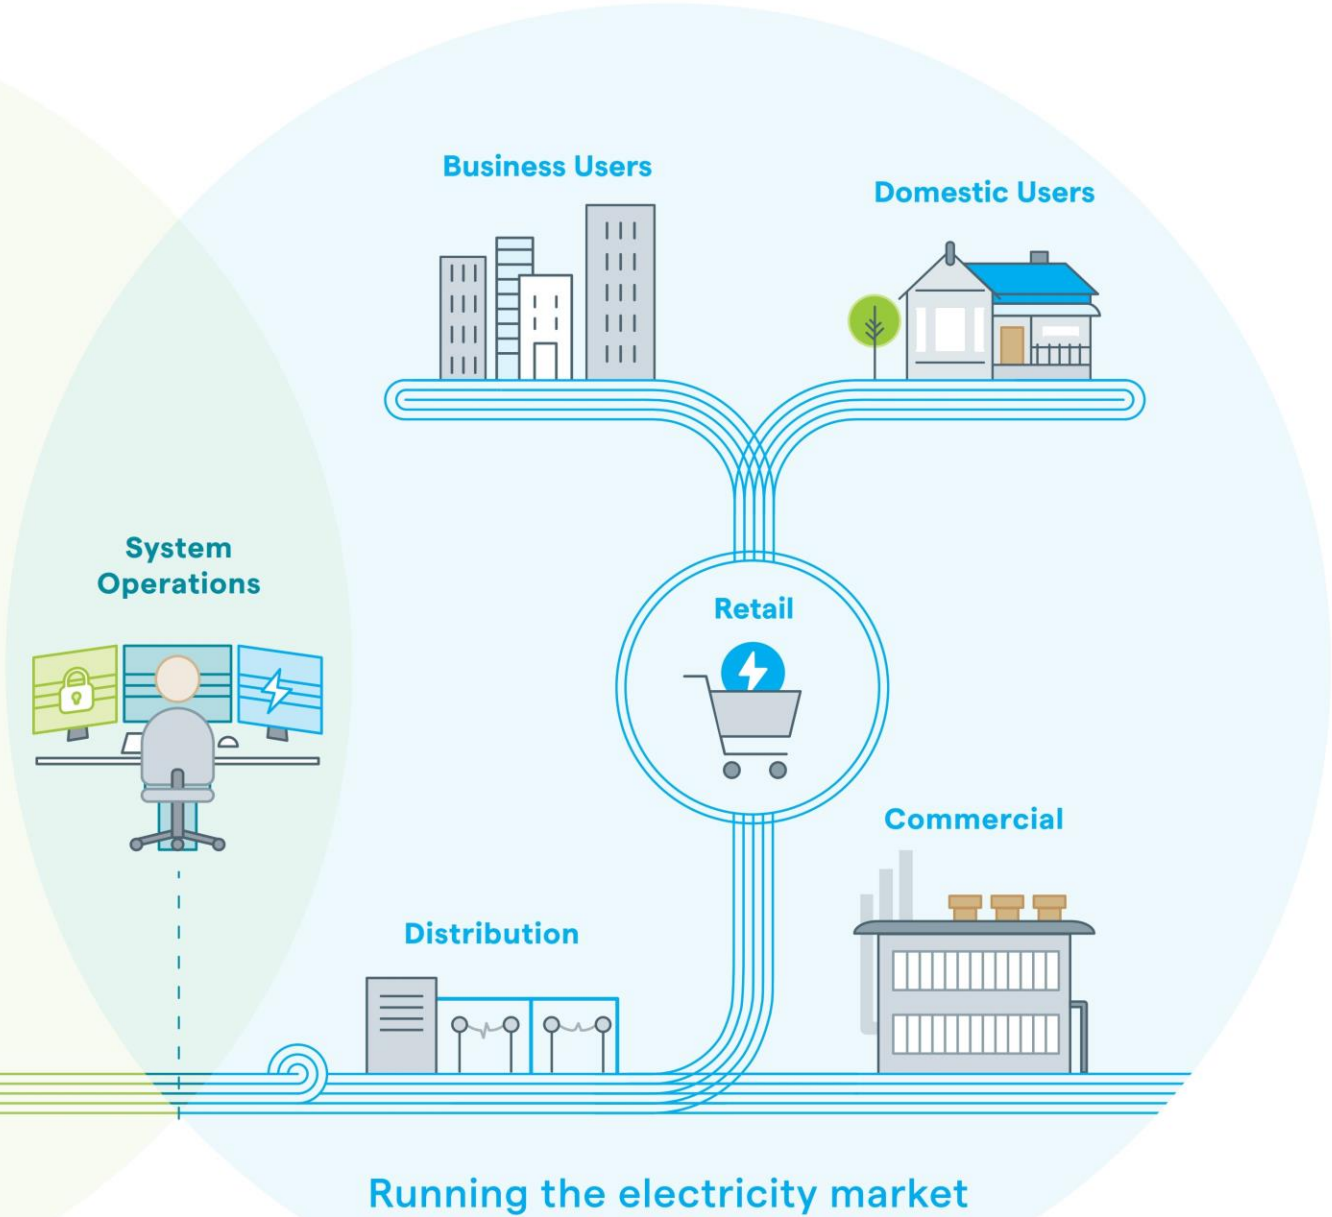 Business Users
Domestic Users
System
Operations
Retail
Commercial
Distribution
Running the electricity market